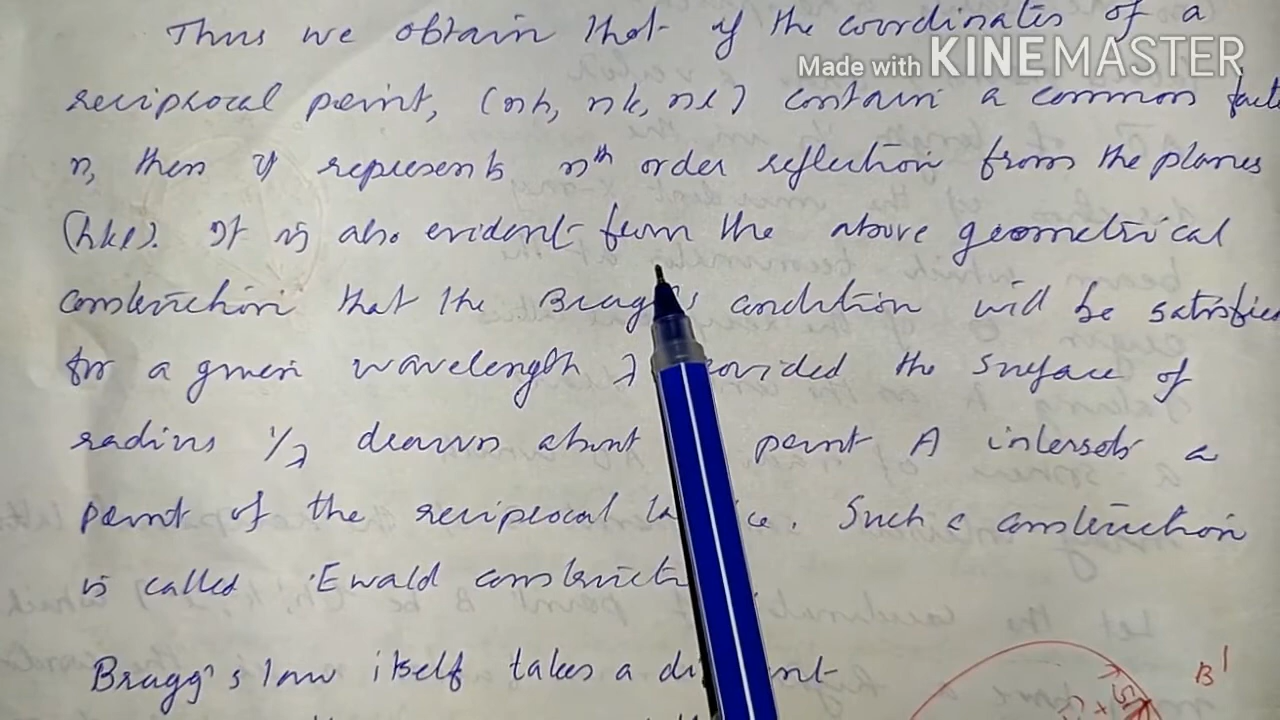 Thus we obtain that if the coordinates of a
Made with KINEMASTER
reciprocal point, (nh, nk, nl) contain a common fact
n, then it represents nth order reflection from the planes
(hkl). It is also evident from the above geometrical
construction that the Bragg's condition will be satisfied
for a given wavelength λ provided the surface of
radius 1/λ drawn about point A intersets a
point of the reciprocal lattice. Such a construction
is called Ewald constructi
Bragg's law itself takes a different
B'